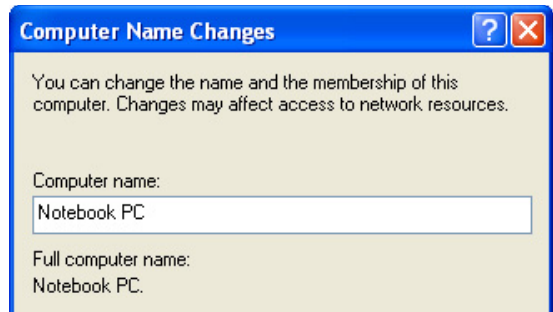 Computer Name Changes
You can change the name and the membership of this
computer. Changes may affect access to network resources.
Computer name:
Notebook PC
Full computer name:
Notebook PC.